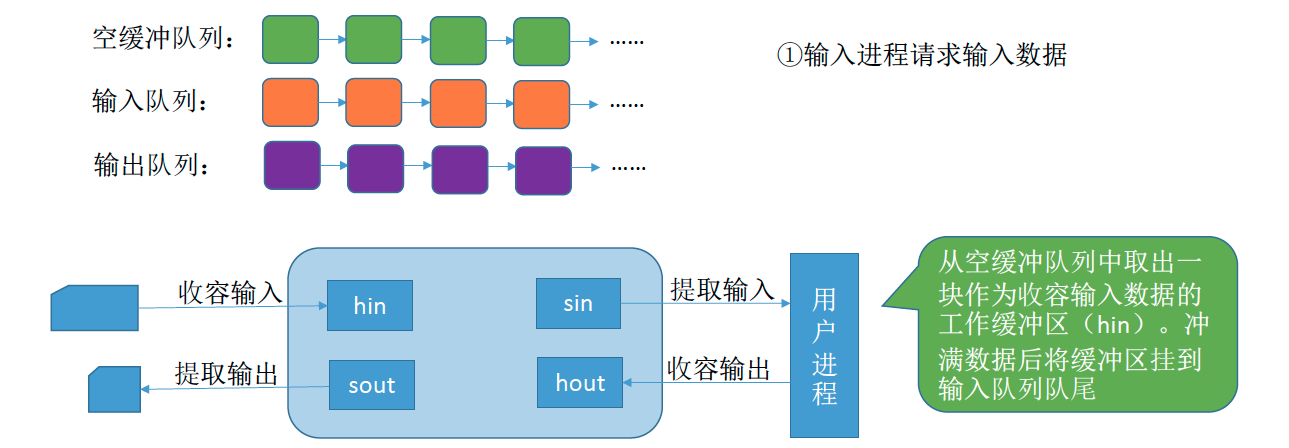 空缓冲队列： ……
①输入进程请求输入数据
输入队列： ……
输出队列： ……
收容输入
hin
sin
提取输入
提取输出
sout
hout
收容输出
用
户
进
程
从空缓冲队列中取出一
块作为收容输入数据的
工作缓冲区（hin）。冲
满数据后将缓冲区挂到
输入队列队尾